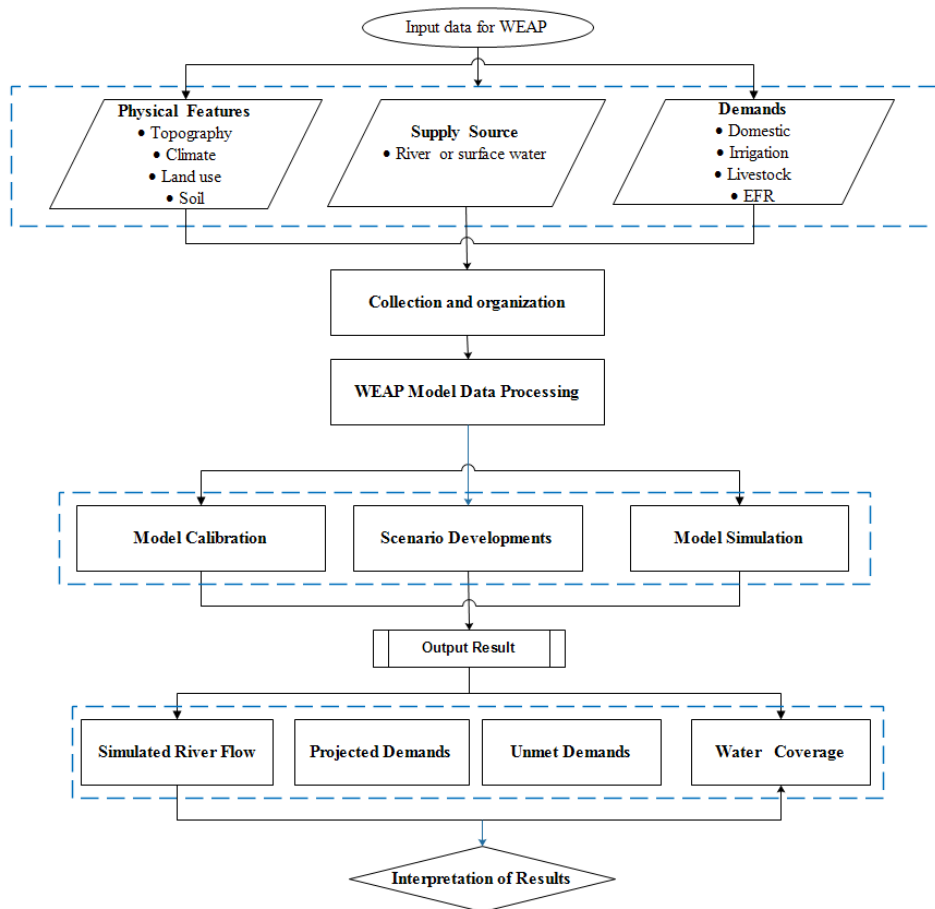 Input data for WEAP
Physical Features
• Topography
• Climate
• Land use
• Soil
Supply Source
• River or surface water
Demands
• Domestic
• Irrigation
• Livestock
• EFR
Collection and organization
WEAP Model Data Processing
Model Calibration
Scenario Developments
Model Simulation
Output Result
Simulated River Flow
Projected Demands
Unmet Demands
Water Coverage
Interpretation of Results